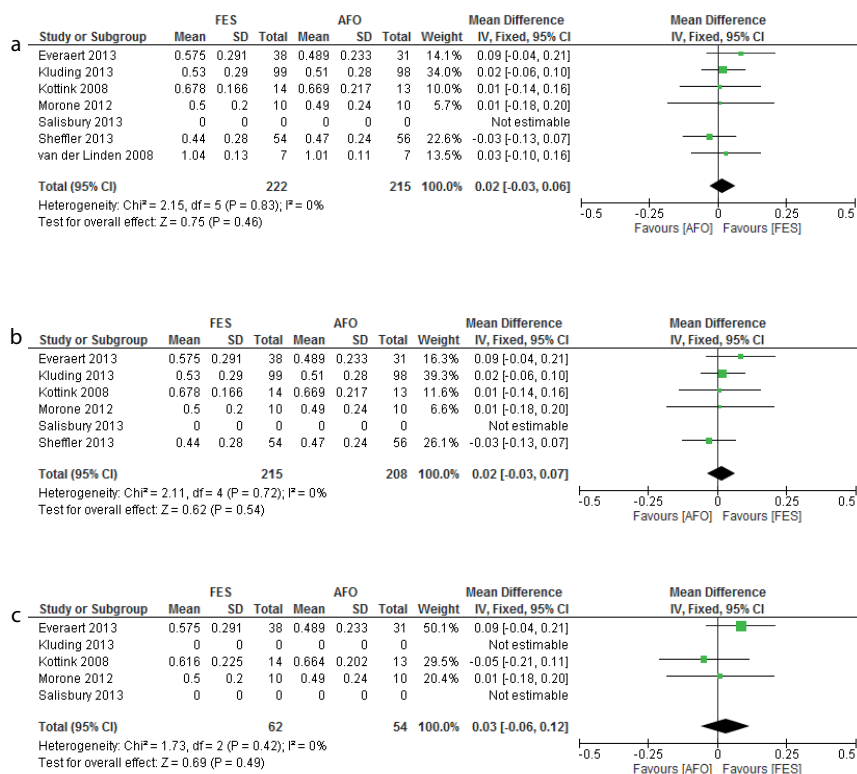 a
FES AFO Mean Difference Mean Difference
Study or Subgroup Mean SD Total Mean SD Total Weight IV, Fixed, 95% CI IV, Fixed, 95% CI
Everaert 2013 0.575 0.291 38 0.489 0.233 31 14.1% 0.09 [-0.04, 0.21]
Kluding 2013 0.53 0.29 99 0.51 0.28 98 34.0% 0.02 [-0.06, 0.10]
Kottink 2008 0.678 0.166 14 0.669 0.217 13 10.0% 0.01 [-0.14, 0.16]
Morone 2012 0.5 0.2 10 0.49 0.24 10 5.7% 0.01 [-0.18, 0.20]
Salisbury 2013 0 0 0 0 0 0 Not estimable
Sheffler 2013 0.44 0.28 54 0.47 0.24 56 22.6% -0.03 [-0.13, 0.07]
van der Linden 2008 1.04 0.13 7 1.01 0.11 7 13.5% 0.03 [-0.10, 0.16]
Total (95% CI) 222 215 100.0% 0.02 [-0.03, 0.06]
Heterogeneity: Chi² = 2.15, df = 5 (P = 0.83); I² = 0%
Test for overall effect: Z = 0.75 (P = 0.46)
-0.5 -0.25 0 0.25 0.5
Favours [AFO] Favours [FES]
b
FES AFO Mean Difference Mean Difference
Study or Subgroup Mean SD Total Mean SD Total Weight IV, Fixed, 95% CI IV, Fixed, 95% CI
Everaert 2013 0.575 0.291 38 0.489 0.233 31 16.3% 0.09 [-0.04, 0.21]
Kluding 2013 0.53 0.29 99 0.51 0.28 98 39.3% 0.02 [-0.06, 0.10]
Kottink 2008 0.678 0.166 14 0.669 0.217 13 11.6% 0.01 [-0.14, 0.16]
Morone 2012 0.5 0.2 10 0.49 0.24 10 6.6% 0.01 [-0.18, 0.20]
Salisbury 2013 0 0 0 0 0 0 Not estimable
Sheffler 2013 0.44 0.28 54 0.47 0.24 56 26.1% -0.03 [-0.13, 0.07]
Total (95% CI) 215 208 100.0% 0.02 [-0.03, 0.07]
Heterogeneity: Chi² = 2.11, df = 4 (P = 0.72); I² = 0%
Test for overall effect: Z = 0.62 (P = 0.54)
-0.5 -0.25 0 0.25 0.5
Favours [AFO] Favours [FES]
c
FES AFO Mean Difference Mean Difference
Study or Subgroup Mean SD Total Mean SD Total Weight IV, Fixed, 95% CI IV, Fixed, 95% CI
Everaert 2013 0.575 0.291 38 0.489 0.233 31 50.1% 0.09 [-0.04, 0.21]
Kluding 2013 0 0 0 0 0 0 Not estimable
Kottink 2008 0.616 0.225 14 0.664 0.202 13 29.5% -0.05 [-0.21, 0.11]
Morone 2012 0.5 0.2 10 0.49 0.24 10 20.4% 0.01 [-0.18, 0.20]
Salisbury 2013 0 0 0 0 0 0 Not estimable
Total (95% CI) 62 54 100.0% 0.03 [-0.06, 0.12]
Heterogeneity: Chi² = 1.73, df = 2 (P = 0.42); I² = 0%
Test for overall effect: Z = 0.69 (P = 0.49)
-0.5 -0.25 0 0.25 0.5
Favours [AFO] Favours [FES]